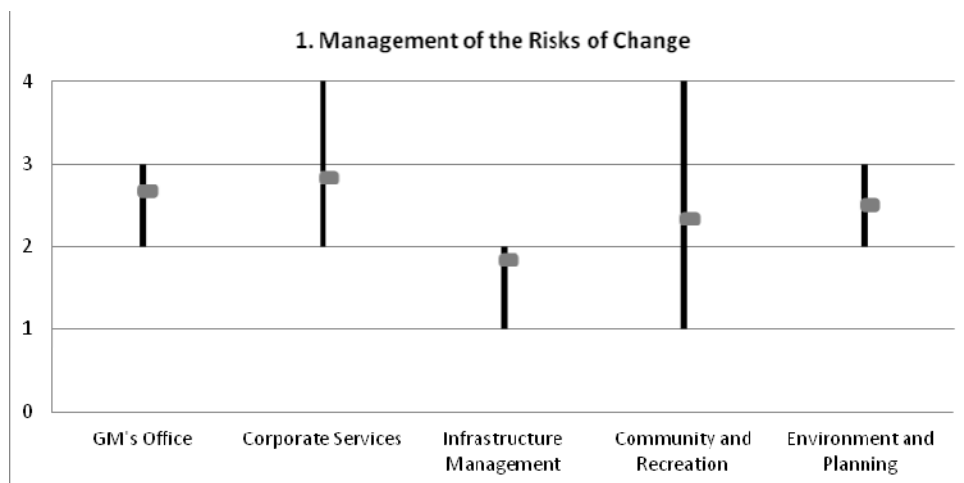 1. Management of the Risks of Change
4
3
2
1
0
GM's Office
Corporate Services
Infrastructure
Management
Community and
Recreation
Environment and
Planning